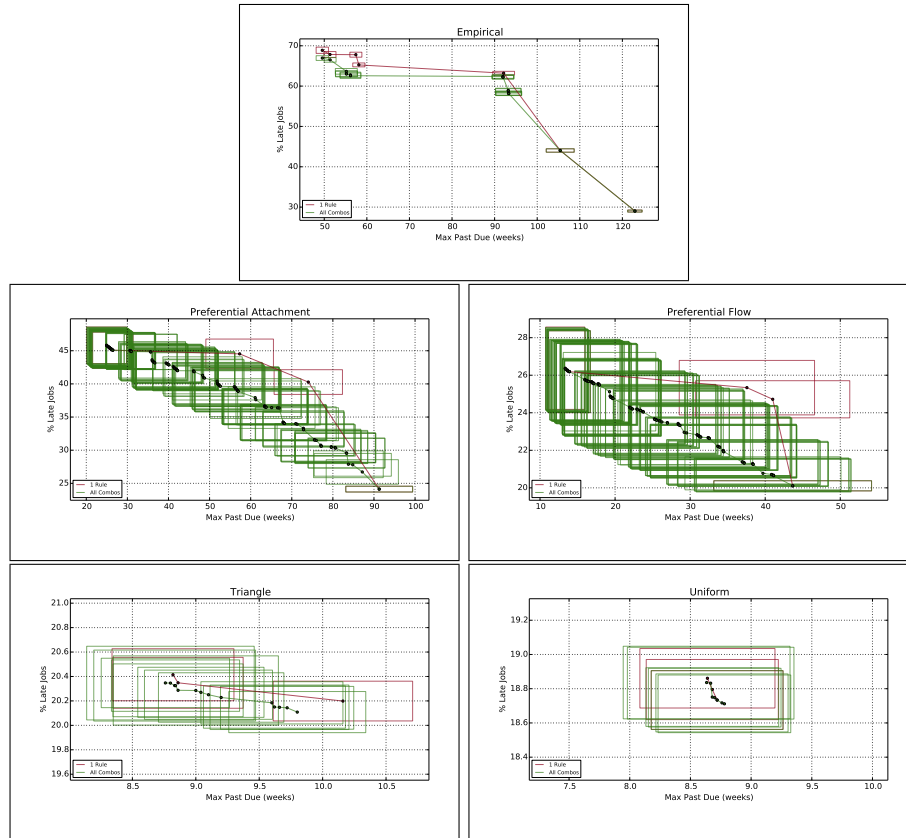 Empirical
70
60
50
40
30
% Late Jobs
1 Rule
All Combos
50 60 70 80 90 100 110 120
Max Past Due (weeks)
Preferential Attachment
45
40
35
30
25
% Late Jobs
1 Rule
All Combos
20 30 40 50 60 70 80 90 100
Max Past Due (weeks)
Preferential Flow
28
26
24
22
20
% Late Jobs
1 Rule
All Combos
10 20 30 40 50
Max Past Due (weeks)
Triangle
21.0
20.8
20.6
20.4
20.2
20.0
19.8
19.6
% Late Jobs
1 Rule
All Combos
8.5 9.0 9.5 10.0 10.5
Max Past Due (weeks)
Uniform
19.2
19.0
18.8
18.6
18.4
% Late Jobs
1 Rule
All Combos
7.5 8.0 8.5 9.0 9.5 10.0
Max Past Due (weeks)